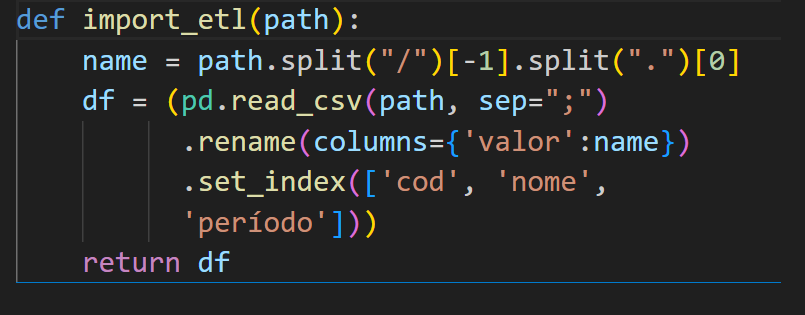 def import_etl(path):
    name = path.split("/")[-1].split(".")[0]
    df = (pd.read_csv(path, sep=";")
          .rename(columns={'valor':name})
          .set_index(['cod', 'nome',
          'período']))
    return df